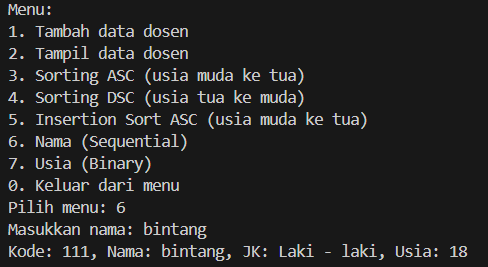 Menu:
1. Tambah data dosen
2. Tampil data dosen
3. Sorting ASC (usia muda ke tua)
4. Sorting DSC (usia tua ke muda)
5. Insertion Sort ASC (usia muda ke tua)
6. Nama (Sequential)
7. Usia (Binary)
0. Keluar dari menu
Pilih menu: 6
Masukkan nama: bintang
Kode: 111, Nama: bintang, JK: Laki - laki, Usia: 18